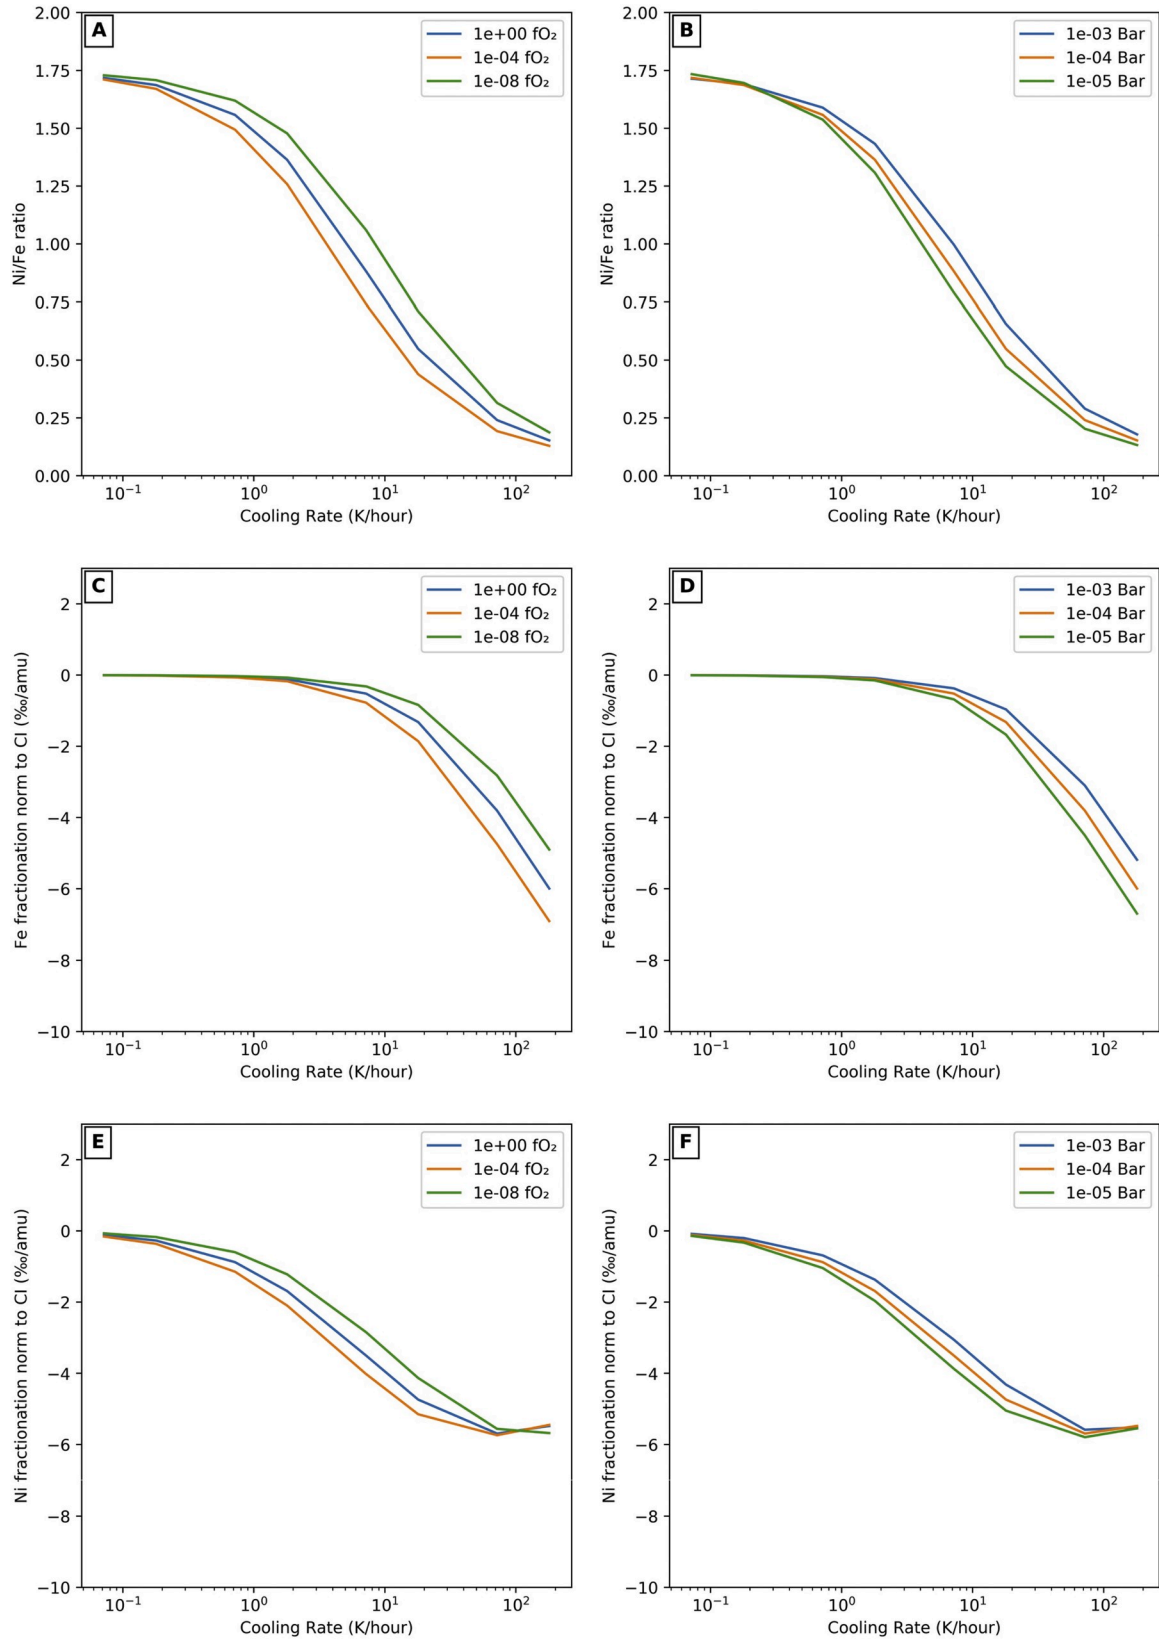 A
1e+00 fO₂
1e-04 fO₂
1e-08 fO₂
2.00
1.75
1.50
1.25
1.00
0.75
0.50
0.25
0.00
Ni/Fe ratio
10⁻¹
10⁰
10¹
10²
Cooling Rate (K/hour)
B
1e-03 Bar
1e-04 Bar
1e-05 Bar
2.00
1.75
1.50
1.25
1.00
0.75
0.50
0.25
0.00
Ni/Fe ratio
10⁻¹
10⁰
10¹
10²
Cooling Rate (K/hour)
C
1e+00 fO₂
1e-04 fO₂
1e-08 fO₂
2
0
−2
−4
−6
−8
−10
Fe fractionation norm to CI (‰/amu)
10⁻¹
10⁰
10¹
10²
Cooling Rate (K/hour)
D
1e-03 Bar
1e-04 Bar
1e-05 Bar
2
0
−2
−4
−6
−8
−10
Fe fractionation norm to CI (‰/amu)
10⁻¹
10⁰
10¹
10²
Cooling Rate (K/hour)
E
1e+00 fO₂
1e-04 fO₂
1e-08 fO₂
2
0
−2
−4
−6
−8
−10
Ni fractionation norm to CI (‰/amu)
10⁻¹
10⁰
10¹
10²
Cooling Rate (K/hour)
F
1e-03 Bar
1e-04 Bar
1e-05 Bar
2
0
−2
−4
−6
−8
−10
Ni fractionation norm to CI (‰/amu)
10⁻¹
10⁰
10¹
10²
Cooling Rate (K/hour)